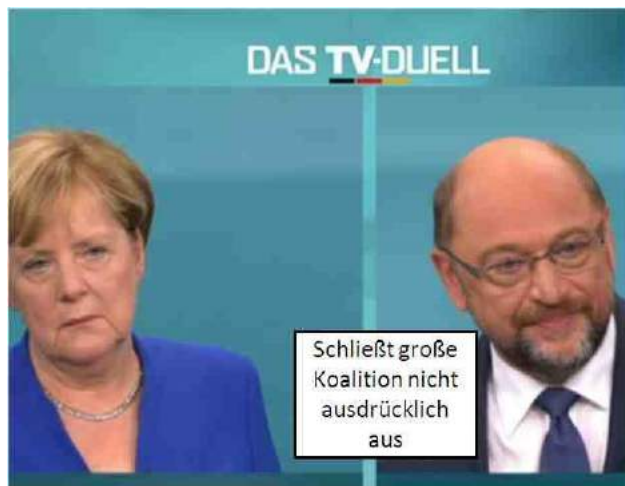 DAS TV-DUELL
Schließt große
Koalition nicht
ausdrücklich
aus